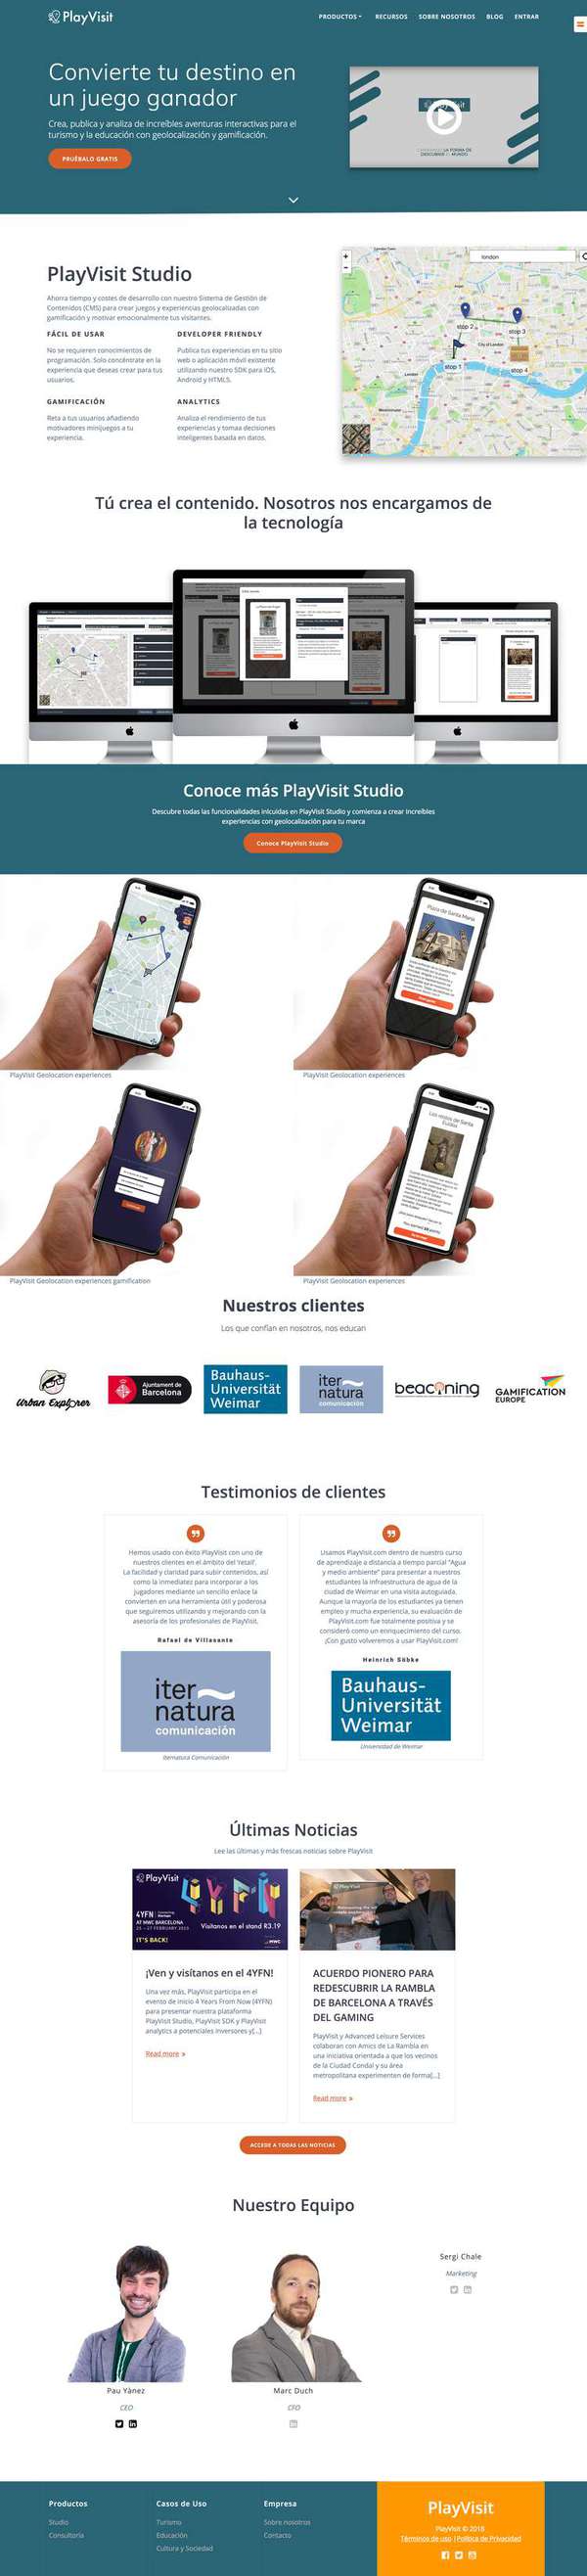 PlayVisit
PRODUCTOS
RECURSOS
SOBRE NOSOTROS
BLOG
ENTRAR
Convierte tu destino en
un juego ganador
Crea, publica y analiza de increíbles aventuras interactivas para el
turismo y la educación con geolocalización y gamificación.
PRUÉBALO GRATIS
PlayVisit Studio
Ahorra tiempo y costes de desarrollo con nuestro Sistema de Gestión de
Contenidos (CMS) para crear juegos y experiencias geolocalizadas con
gamificación y motivar emocionalmente tus visitantes.
FÁCIL DE USAR
No se requieren conocimientos de
programación. Solo concéntrate en la
experiencia que deseas crear para tus
usuarios.
DEVELOPER FRIENDLY
Publica tus experiencias en tu sitio
web o aplicación móvil existente
utilizando nuestro SDK para iOS,
Android y HTML5.
GAMIFICACIÓN
Reta a tus usuarios añadiendo
motivadores minijuegos a tu
experiencia.
ANALYTICS
Analiza el rendimiento de tus
experiencias y tomaa decisiones
inteligentes basada en datos.
london
stop 2
stop 3
City of London
stop 1
stop 4
London
Westminster
Tú crea el contenido. Nosotros nos encargamos de
la tecnología
Conoce más PlayVisit Studio
Descubre todas las funcionalidades inlcuidas en PlayVisit Studio y comienza a crear increíbles
experiencias con geolocalización para tu marca
Conoce PlayVisit Studio
Plaza de Santa Maria
PlayVisit Geolocation experiences
PlayVisit Geolocation experiences
PlayVisit Geolocation experiences gamification
PlayVisit Geolocation experiences
Nuestros clientes
Los que confían en nosotros, nos educan
Urban Explorer
Ajuntament de
Barcelona
Bauhaus-
Universität
Weimar
iter
natura
comunicación
beaconing
GAMIFICATION
EUROPE
Testimonios de clientes
Hemos usado con éxito PlayVisit con uno de
nuestros clientes en el ámbito del 'retail'.
La facilidad y claridad para subir contenidos, así
como la inmediatez para incorporar a los
jugadores mediante un sencillo enlace la
convierten en una herramienta útil y poderosa
que seguiremos utilizando y mejorando con la
asesoría de los profesionales de PlayVisit.
Rafael de Villasante
iter
natura
comunicación
Iternatura Comunicación
Usamos PlayVisit.com dentro de nuestro curso
de aprendizaje a distancia a tiempo parcial "Agua
y medio ambiente" para presentar a nuestros
estudiantes la infraestructura de agua de la
ciudad de Weimar en una visita autoguiada.
Aunque la mayoría de los estudiantes ya tienen
empleo y mucha experiencia, su evaluación de
PlayVisit.com fue totalmente positiva y se
consideró como un enriquecimiento del curso.
¡Con gusto volveremos a usar PlayVisit.com!
Heinrich Söbke
Bauhaus-
Universität
Weimar
Universidad de Weimar
Últimas Noticias
Lee las últimas y más frescas noticias sobre PlayVisit
PlayVisit
4YFN
4YFN
AT MWC BARCELONA
25 – 27 FEBRUARY 2019
IT'S BACK!
Visítanos en el stand R3.19
MWC
PlayVisit
¡Ven y visítanos en el 4YFN!
Una vez más, PlayVisit participa en el
evento de inicio 4 Years From Now (4YFN)
para presentar nuestra plataforma
PlayVisit Studio, PlayVisit SDK y PlayVisit
analytics a potenciales inversores y[...]
Read more »
ACUERDO PIONERO PARA
REDESCUBRIR LA RAMBLA
DE BARCELONA A TRAVÉS
DEL GAMING
PlayVisit y Advanced Leisure Services
colaboran con Amics de La Rambla en
una iniciativa orientada a que los vecinos
de la Ciudad Condal y su área
metropolitana experimenten de forma[...]
Read more »
ACCEDE A TODAS LAS NOTICIAS
Nuestro Equipo
Pau Yànez
CEO
Marc Duch
CFO
Sergi Chale
Marketing
Productos
Studio
Consultoría
Casos de Uso
Turismo
Educación
Cultura y Sociedad
Empresa
Sobre nosotros
Contacto
PlayVisit
PlayVisit © 2018
Términos de uso | Política de Privacidad